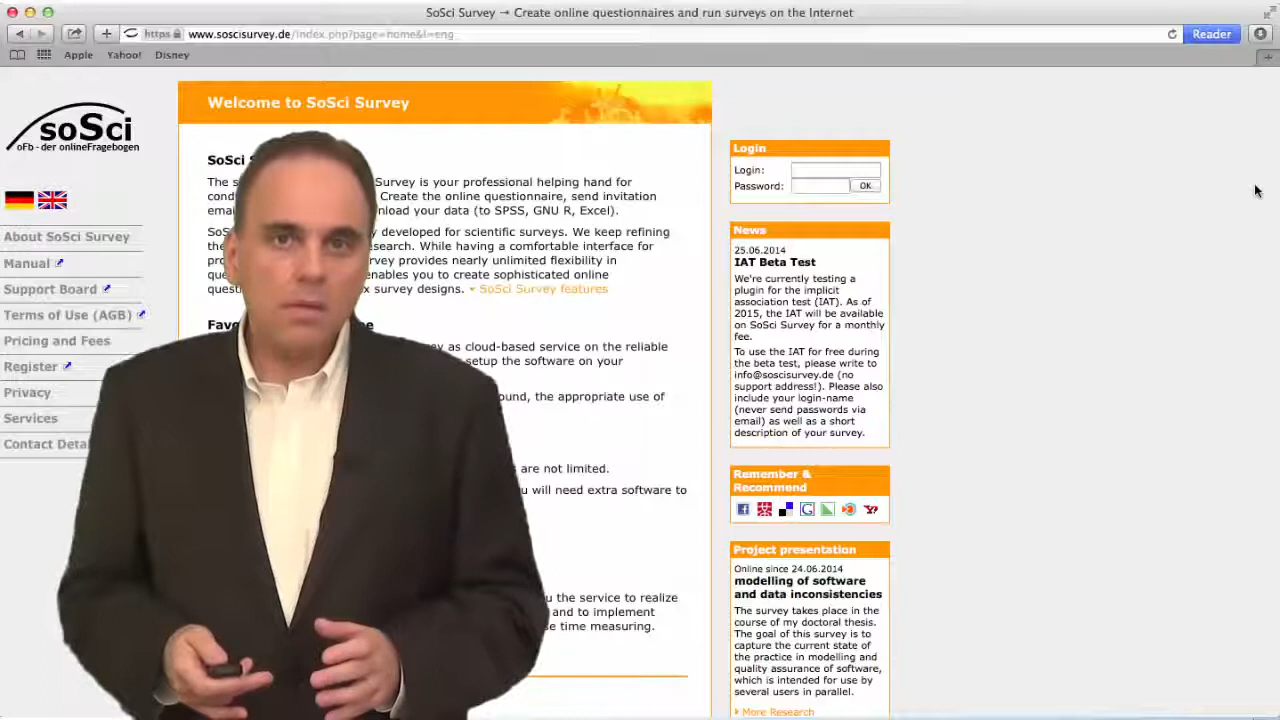 SoSci Survey → Create online questionnaires and run surveys on the Internet
https www.soscisurvey.de/index.php?page=home&l=eng
Reader
Apple Yahoo! Disney
soSci
oFb - der onlineFragebogen
About SoSci Survey
Manual
Support Board
Terms of Use (AGB)
Pricing and Fees
Register
Privacy
Services
Contact
Welcome to SoSci Survey
SoSci
The Survey is your professional helping hand for
Create the online questionnaire, send invitation
your data (to SPSS, GNU R, Excel).
developed for scientific surveys. We keep refining
the While having a comfortable interface for
provides nearly unlimited flexibility in
enables you to create sophisticated online
survey designs. SoSci Survey features
as cloud-based service on the reliable
setup the software on your
the appropriate use of
are not limited.
will need extra software to
the service to realize
and to implement
time measuring.
Login
Login:
Password:
OK
News
25.06.2014
IAT Beta Test
We're currently testing a
plugin for the implicit
association test (IAT). As of
2015, the IAT will be available
on SoSci Survey for a monthly
fee.
To use the IAT for free during
the beta test, please write to
info@soscisurvey.de (no
support address!). Please also
include your login-name
(never send passwords via
email) as well as a short
description of your survey.
Remember &
Recommend
Project presentation
Online since 24.06.2014
modelling of software
and data inconsistencies
The survey takes place in the
course of my doctoral thesis.
The goal of this survey is to
capture the current state of
the practice in modelling and
quality assurance of software,
which is intended for use by
several users in parallel.
More Research